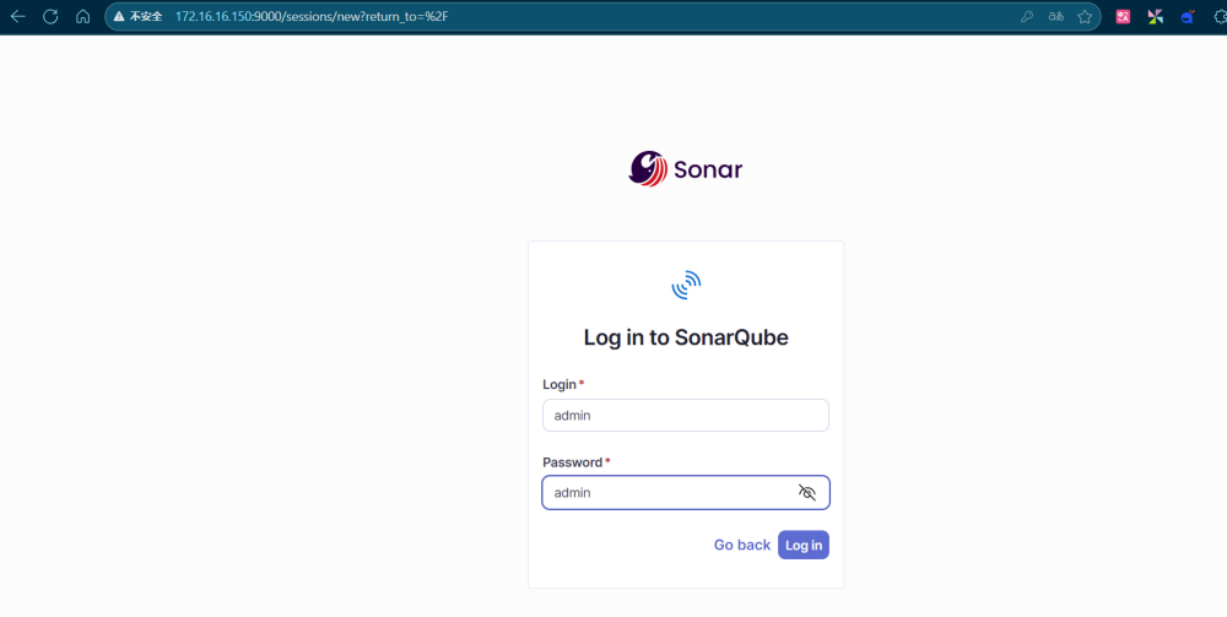 不安全 172.16.16.150:9000/sessions/new?return_to=%2F
Sonar
Log in to SonarQube
Login*
admin
Password*
admin
Go back Log in